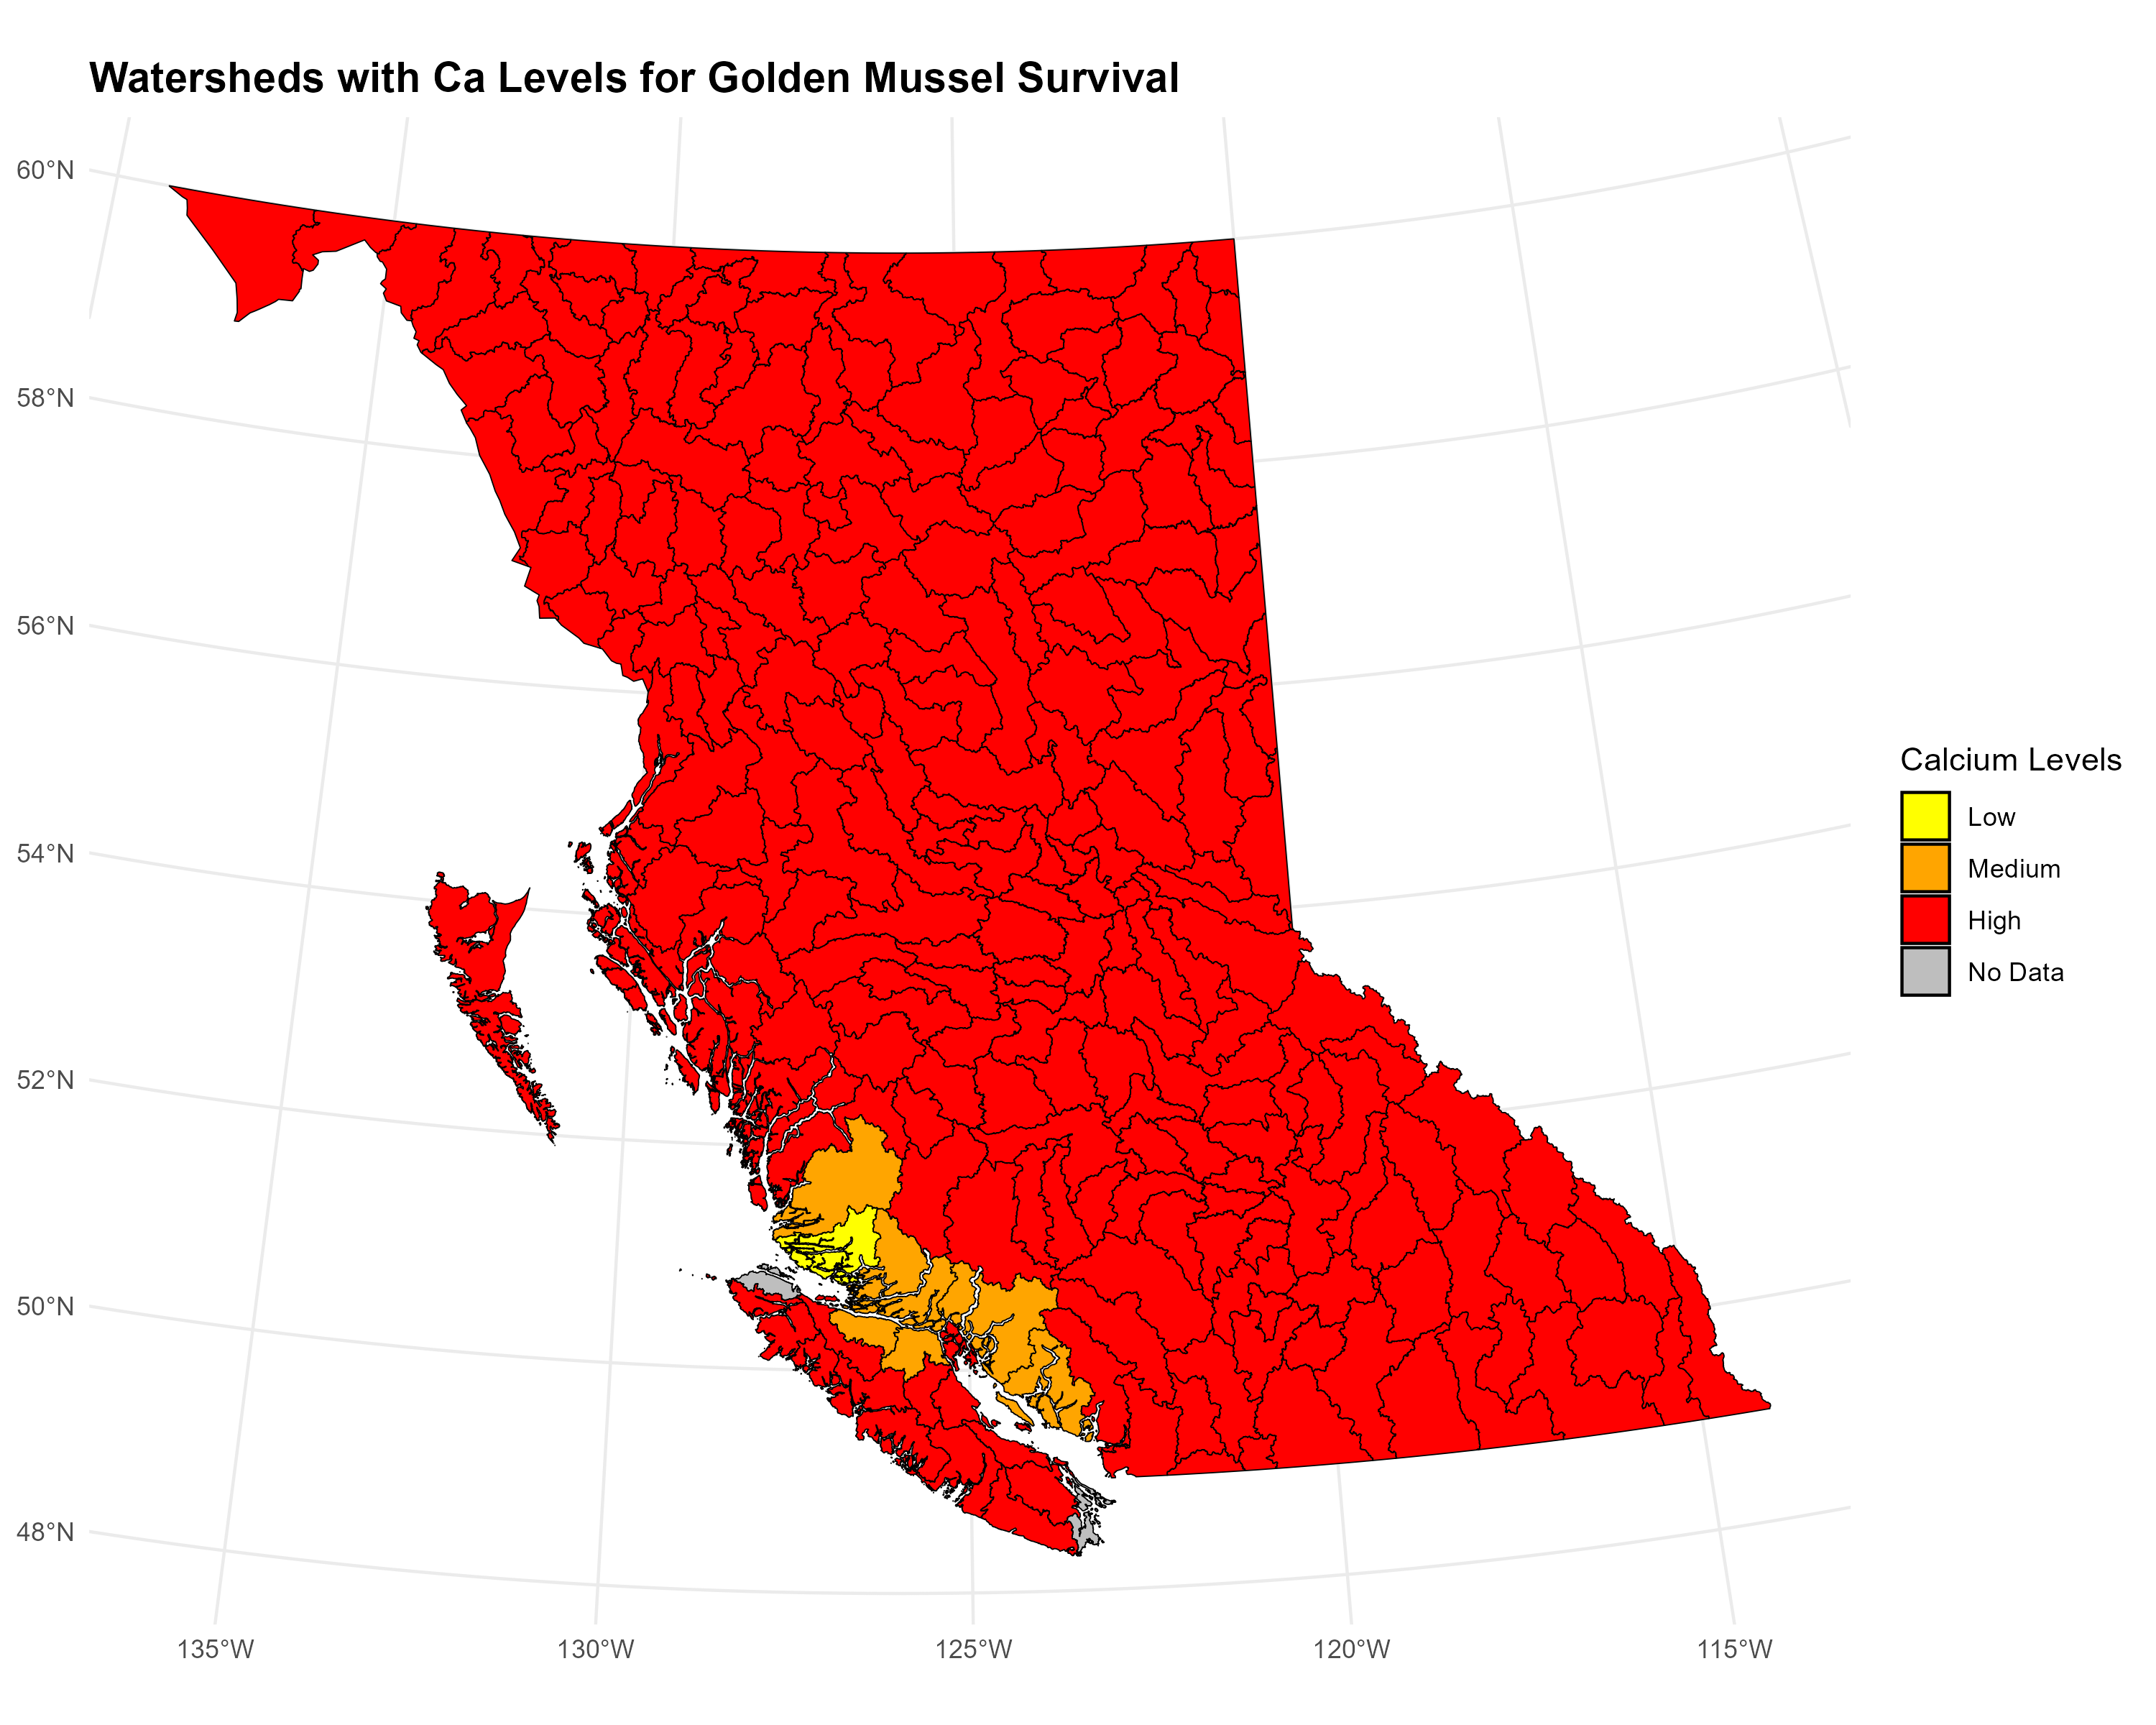 Watersheds with Ca Levels for Golden Mussel Survival
60°N
58°N
56°N
54°N
52°N
50°N
48°N
135°W
130°W
125°W
120°W
115°W
Calcium Levels
Low
Medium
High
No Data